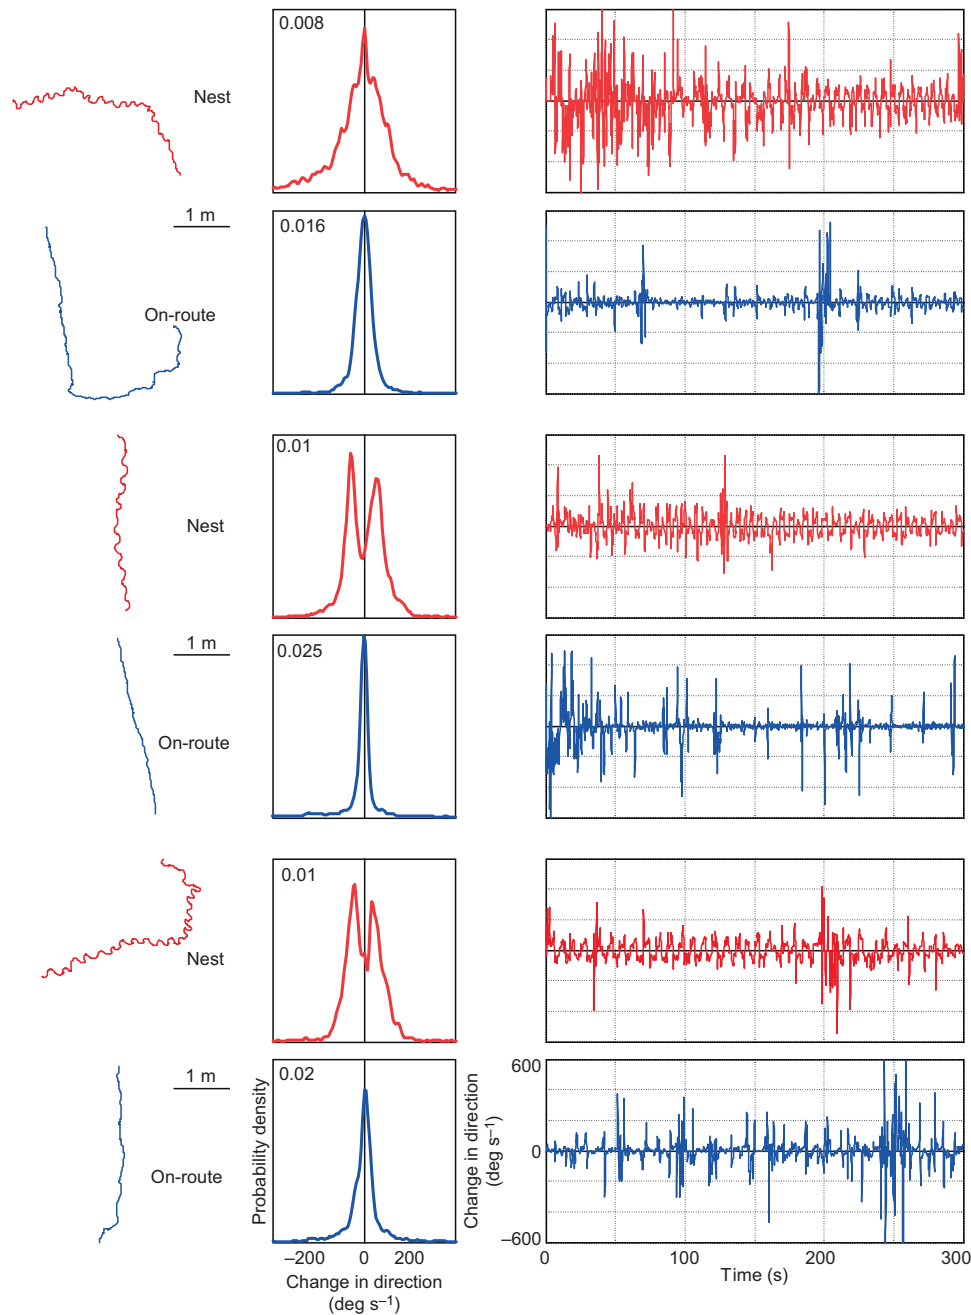 0.008
Nest
1 m
0.016
On-route
0.01
Nest
1 m
0.025
On-route
0.01
Nest
1 m
0.02
On-route
Probability density
–200 0 200
Change in direction
(deg s⁻¹)
Change in direction
(deg s⁻¹)
600
0
–600
0 100 200 300
Time (s)